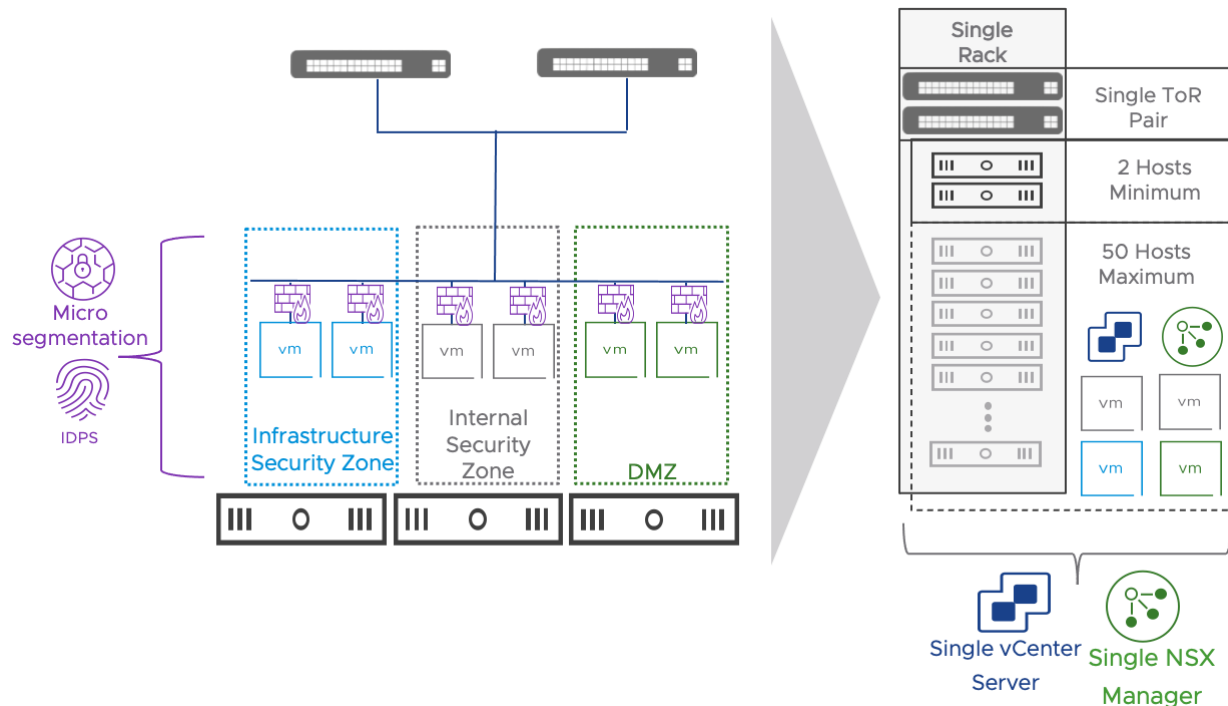 Micro
segmentation
IDPS
vm
vm
vm
vm
vm
vm
Infrastructure
Security Zone
Internal
Security
Zone
DMZ
Single
Rack
Single ToR
Pair
2 Hosts
Minimum
50 Hosts
Maximum
vm
vm
vm
vm
Single vCenter
Server
Single NSX
Manager